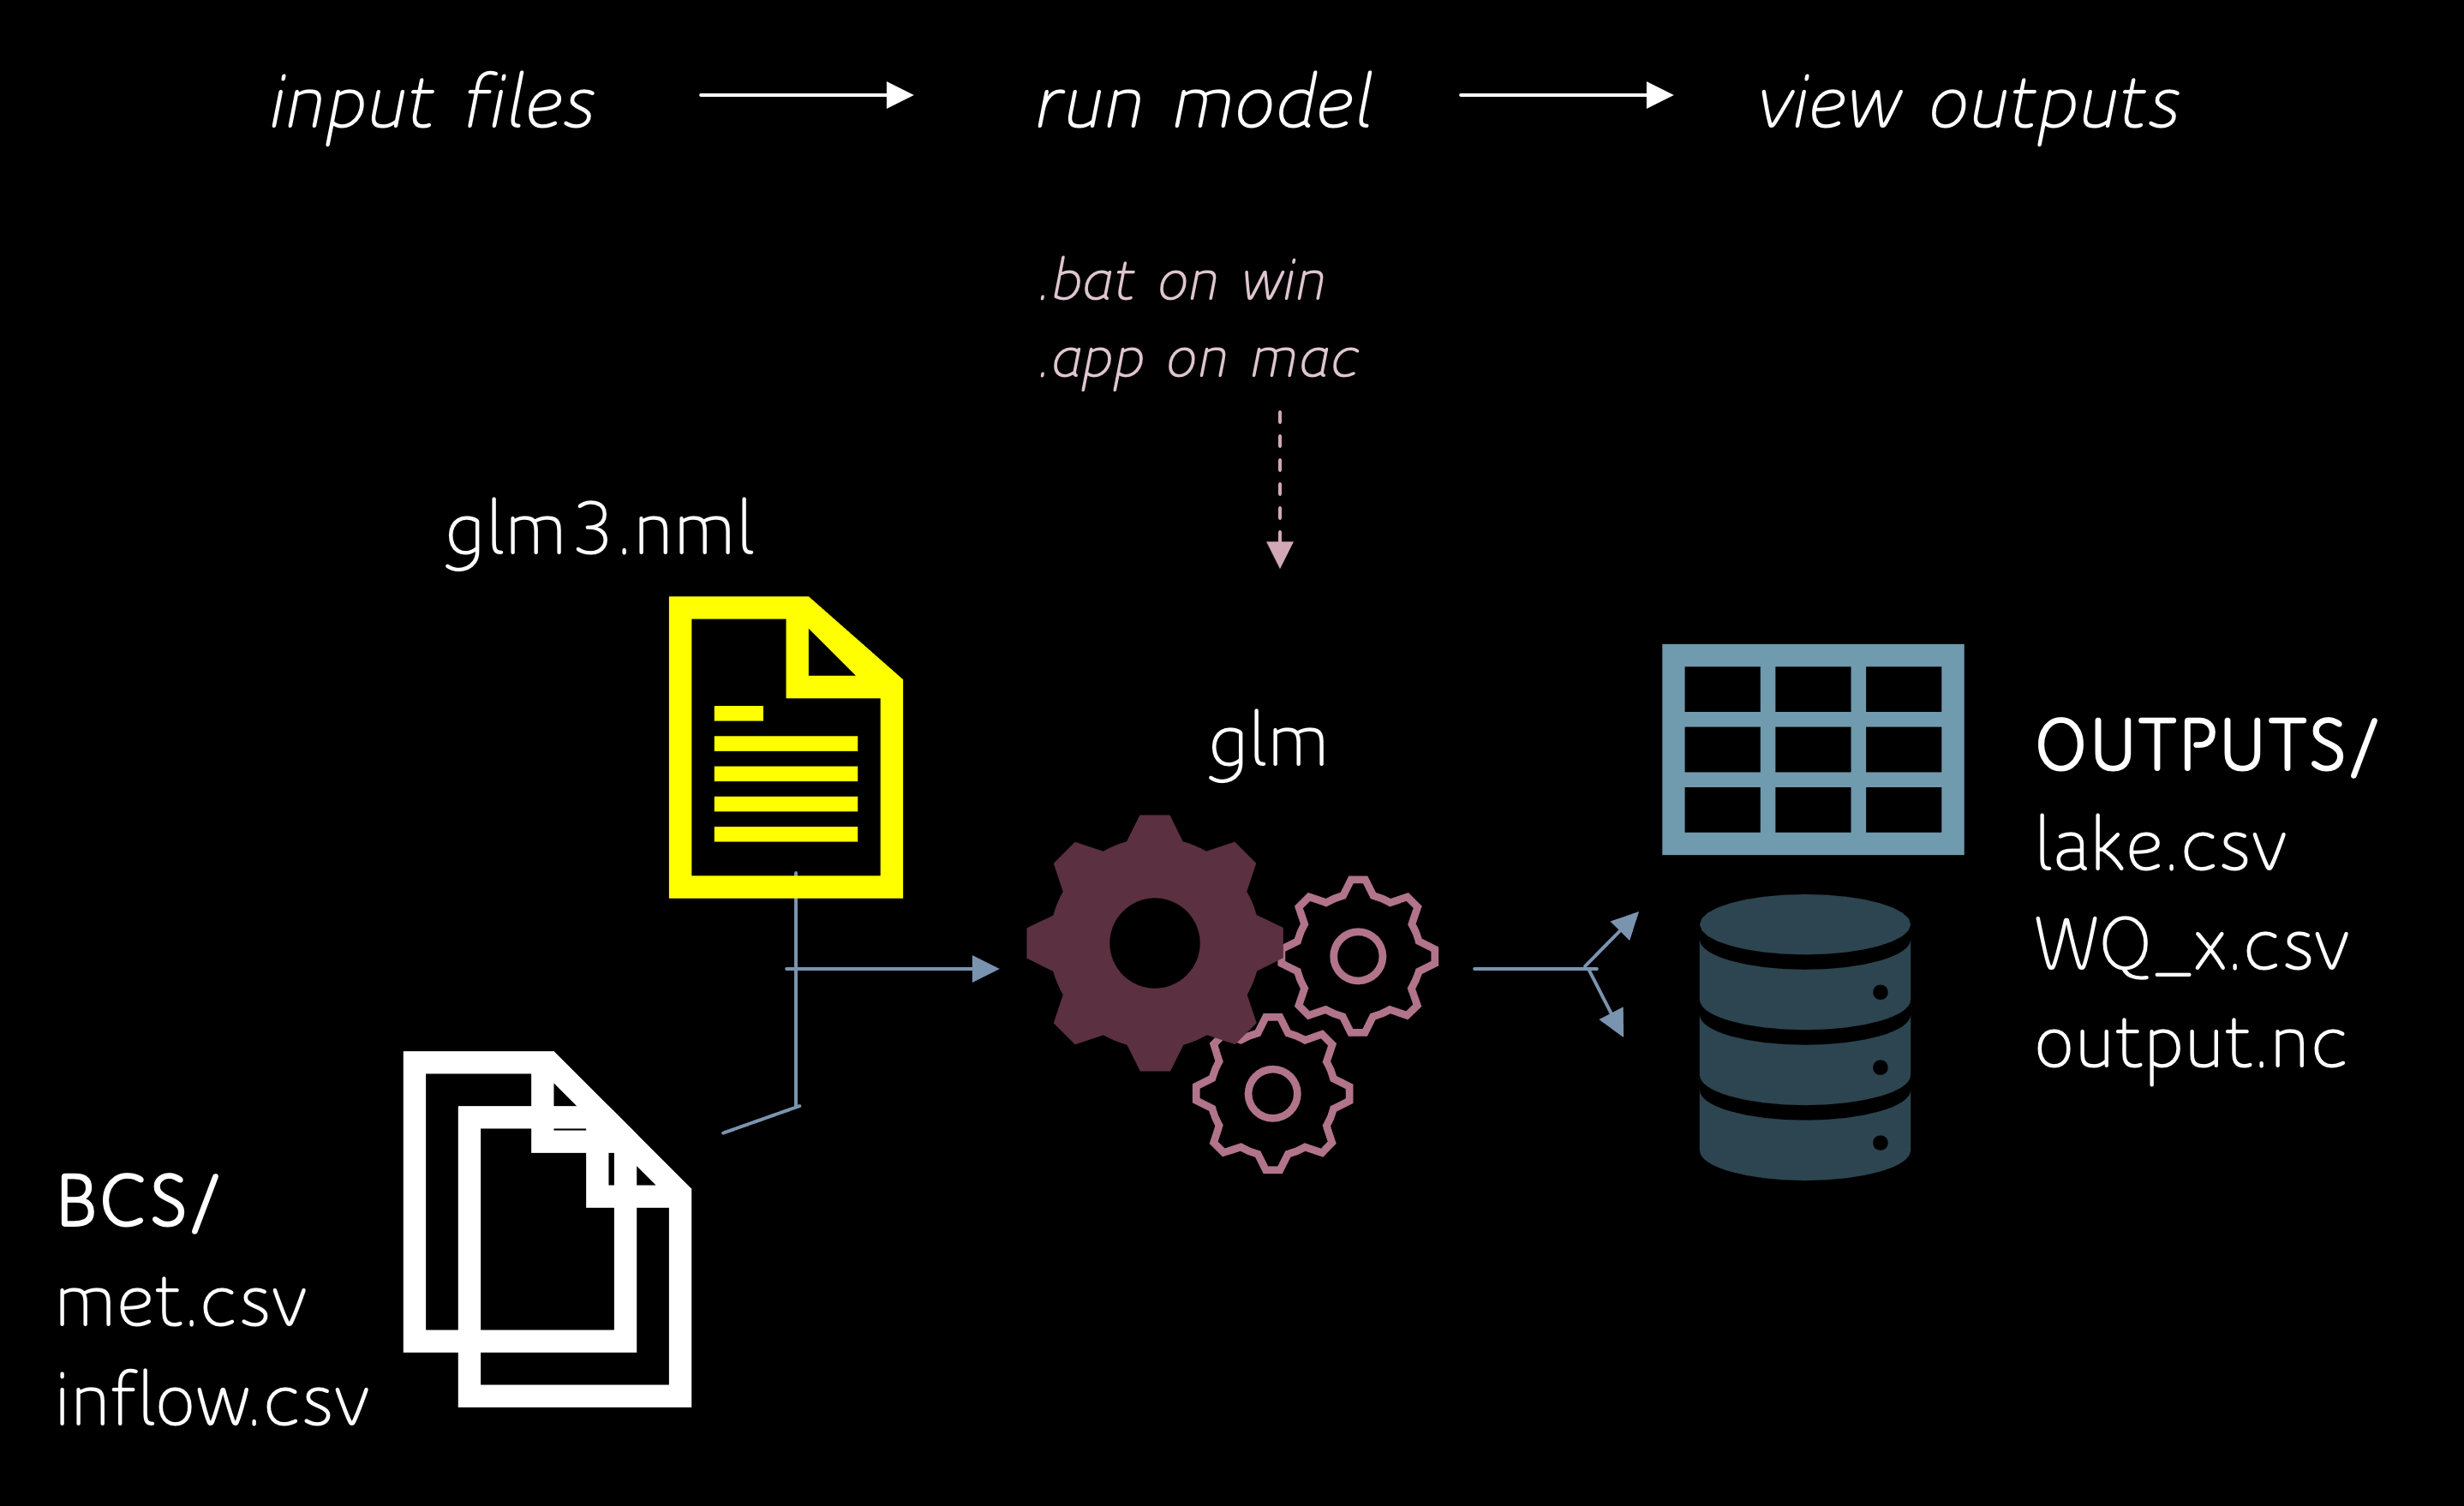 input files
run model
view outputs
.bat on win
.app on mac
glm3.nml
glm
OUTPUTS/
lake.csv
WQ_x.csv
output.nc
BCS/
met.csv
inflow.csv